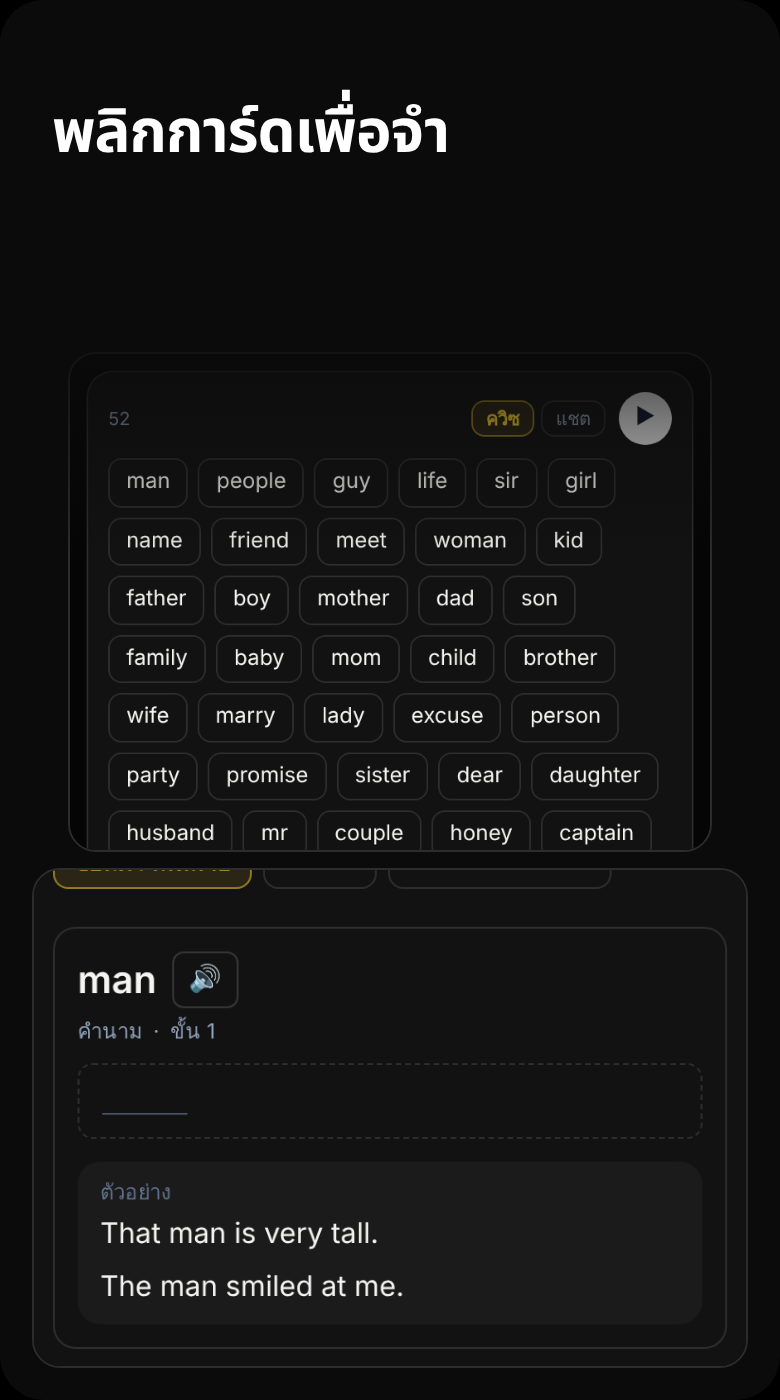 พลิกการ์ดเพื่อจำ
52 ควิซ แชต
man people guy life sir girl
name friend meet woman kid
father boy mother dad son
family baby mom child brother
wife marry lady excuse person
party promise sister dear daughter
husband mr couple honey captain
man
คำนาม · ขั้น 1
ตัวอย่าง
That man is very tall.
The man smiled at me.